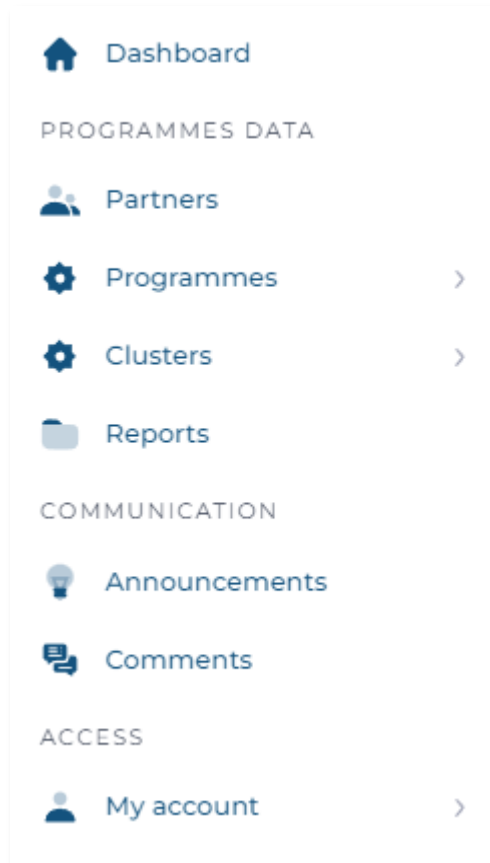 Dashboard
PROGRAMMES DATA
Partners
Programmes
Clusters
Reports
COMMUNICATION
Announcements
Comments
ACCESS
My account